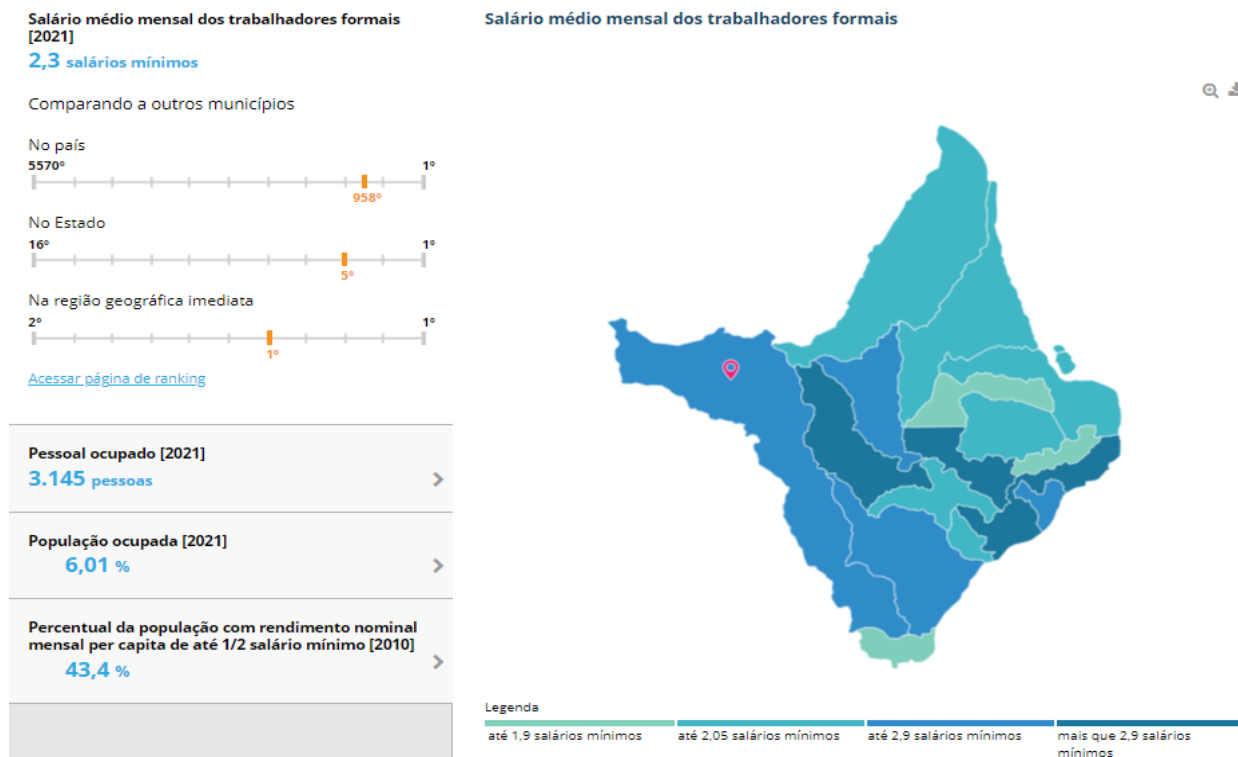 Salário médio mensal dos trabalhadores formais
[2021]
2,3 salários mínimos
Comparando a outros municípios
No país
5570º
1º
958º
No Estado
16º
1º
5º
Na região geográfica imediata
2º
1º
1º
Acessar página de ranking
Pessoal ocupado [2021]
3.145 pessoas
População ocupada [2021]
6,01 %
Percentual da população com rendimento nominal
mensal per capita de até 1/2 salário mínimo [2010]
43,4 %
Salário médio mensal dos trabalhadores formais
Legenda
até 1,9 salários mínimos
até 2,05 salários mínimos
até 2,9 salários mínimos
mais que 2,9 salários
mínimos